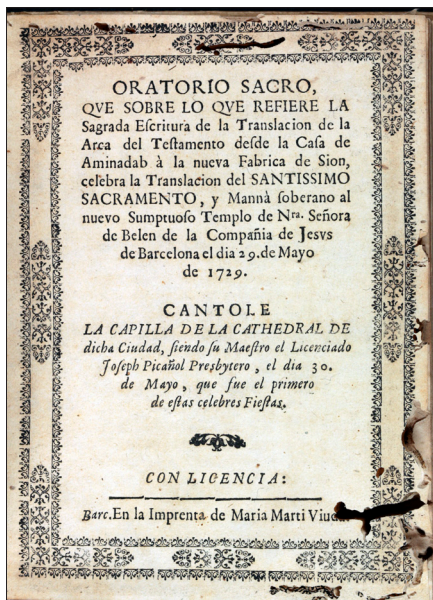 ORATORIO SACRO,
QVE SOBRE LO QVE REFIERE LA
Sagrada Eſcritura de la Translacion de la
Arca del Teſtamento desde la Caſa de
Aminadab à la nueva Fabrica de Sion,
celebra la Translacion del SANTISSIMO
SACRAMENTO, y Mannà ſoberano al
nuevo Sumptuoſo Templo de Nra. Señora
de Belen de la Compañia de Jesvs
de Barcelona el dia 29. de Mayo
de 1729.
CANTOLE
LA CAPILLA DE LA CATHEDRAL DE
dicha Ciudad, ſiendo ſu Maeſtro el Licenciado
Joſeph Picañol Presbytero, el dia 30.
de Mayo, que fue el primero
de eſtas celebres Fieſtas.
CON LICENCIA:
Barc. En la Imprenta de Maria Marti